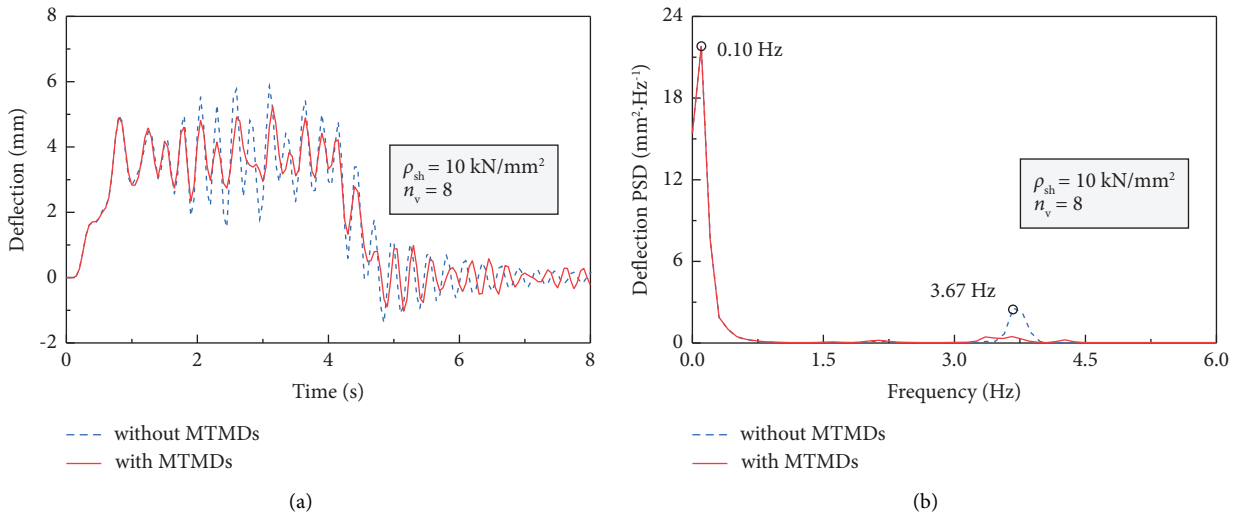 8
6
4
2
0
-2
Deflection (mm)
ρsh = 10 kN/mm²
nv = 8
0 2 4 6 8
Time (s)
without MTMDs
with MTMDs
(a)
24
18
12
6
0
Deflection PSD (mm²·Hz⁻¹)
0.10 Hz
ρsh = 10 kN/mm²
nv = 8
3.67 Hz
0.0 1.5 3.0 4.5 6.0
Frequency (Hz)
without MTMDs
with MTMDs
(b)